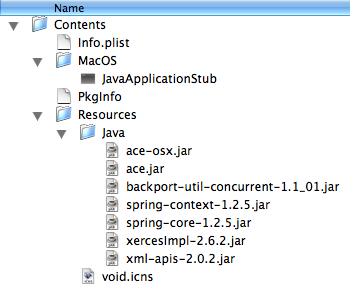 Name
Contents
Info.plist
MacOS
JavaApplicationStub
PkgInfo
Resources
Java
ace-osx.jar
ace.jar
backport-util-concurrent-1.1_01.jar
spring-context-1.2.5.jar
spring-core-1.2.5.jar
xercesImpl-2.6.2.jar
xml-apis-2.0.2.jar
void.icns